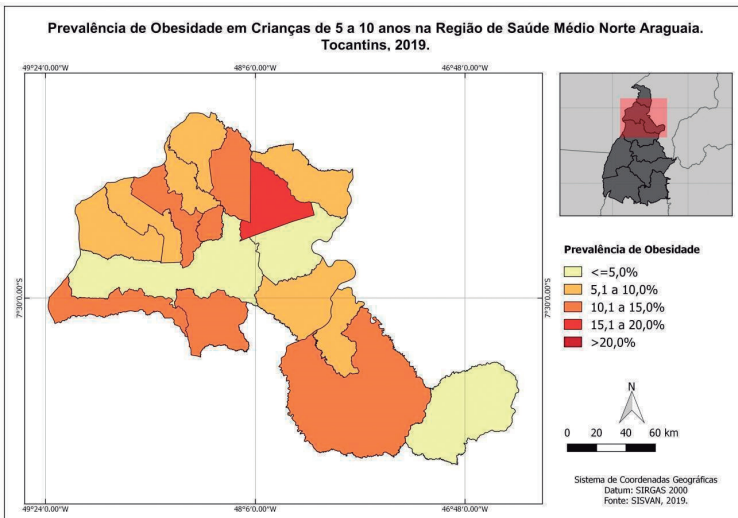 Prevalência de Obesidade em Crianças de 5 a 10 anos na Região de Saúde Médio Norte Araguaia.
Tocantins, 2019.
49°24'0.00"W 48°6'0.00"W 46°48'0.00"W
7°30'0.00"S
7°30'0.00"S
Prevalência de Obesidade
<=5,0%
5,1 a 10,0%
10,1 a 15,0%
15,1 a 20,0%
>20,0%
N
0 20 40 60 km
Sistema de Coordenadas Geográficas
Datum: SIRGAS 2000
Fonte: SISVAN, 2019.
49°24'0.00"W 48°6'0.00"W 46°48'0.00"W